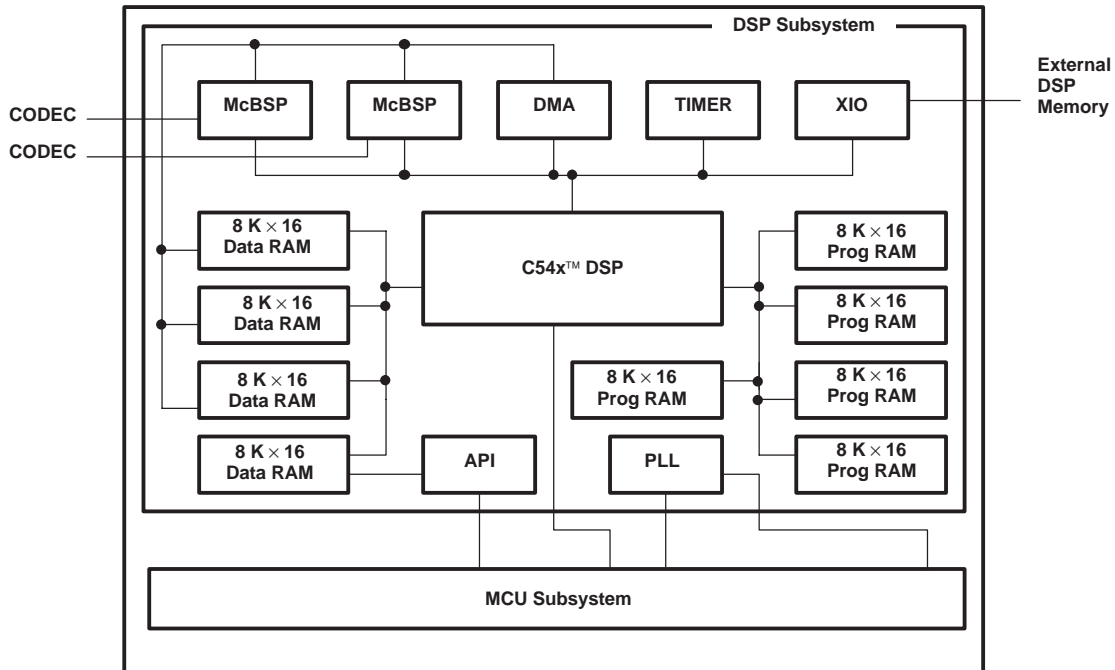 DSP Subsystem
External
DSP
Memory
McBSP
McBSP
DMA
TIMER
XIO
CODEC
CODEC
8 K × 16
Data RAM
8 K × 16
Data RAM
8 K × 16
Data RAM
8 K × 16
Data RAM
C54x™ DSP
8 K × 16
Prog RAM
8 K × 16
Prog RAM
8 K × 16
Prog RAM
8 K × 16
Prog RAM
8 K × 16
Prog RAM
API
PLL
MCU Subsystem